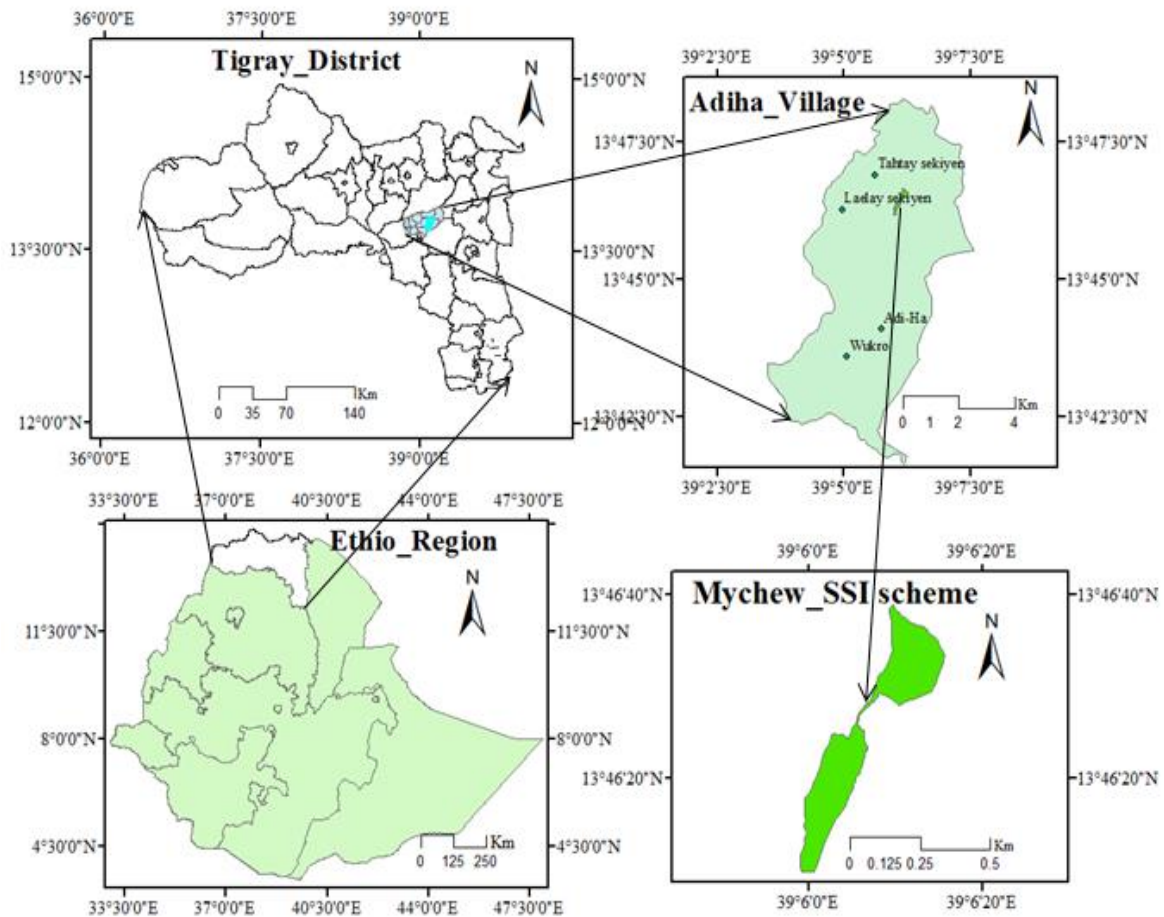 36°0'0"E 37°30'0"E 39°0'0"E
Tigray_District
N
15°0'0"N 15°0'0"N
13°30'0"N 13°30'0"N
12°0'0"N 12°0'0"N
Km
0 35 70 140
36°0'0"E 37°30'0"E 39°0'0"E
39°2'30"E 39°5'0"E 39°7'30"E
Adiha_Village
N
13°47'30"N 13°47'30"N
Tahtay sekiyen
Laelay sekiyen
13°45'0"N 13°45'0"N
Adi-Ha
Wukro
13°42'30"N 13°42'30"N
Km
0 1 2 4
39°2'30"E 39°5'0"E 39°7'30"E
33°30'0"E 37°0'0"E 40°30'0"E 44°0'0"E 47°30'0"E
Ethio_Region
N
11°30'0"N 11°30'0"N
8°0'0"N 8°0'0"N
4°30'0"N 4°30'0"N
Km
0 125 250
33°30'0"E 37°0'0"E 40°30'0"E 44°0'0"E 47°30'0"E
39°6'0"E 39°6'20"E
Mychew_SSI scheme
N
13°46'40"N 13°46'40"N
13°46'20"N 13°46'20"N
Km
0 0.125 0.25 0.5
39°6'0"E 39°6'20"E